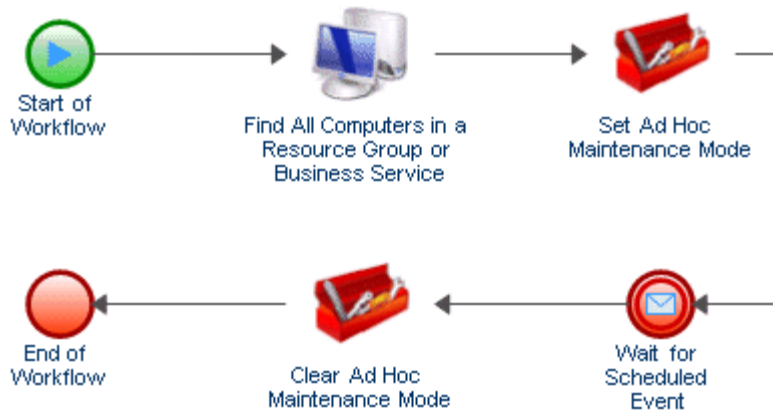 Start of
Workflow
Find All Computers in a
Resource Group or
Business Service
Set Ad Hoc
Maintenance Mode
End of
Workflow
Clear Ad Hoc
Maintenance Mode
Wait for
Scheduled
Event